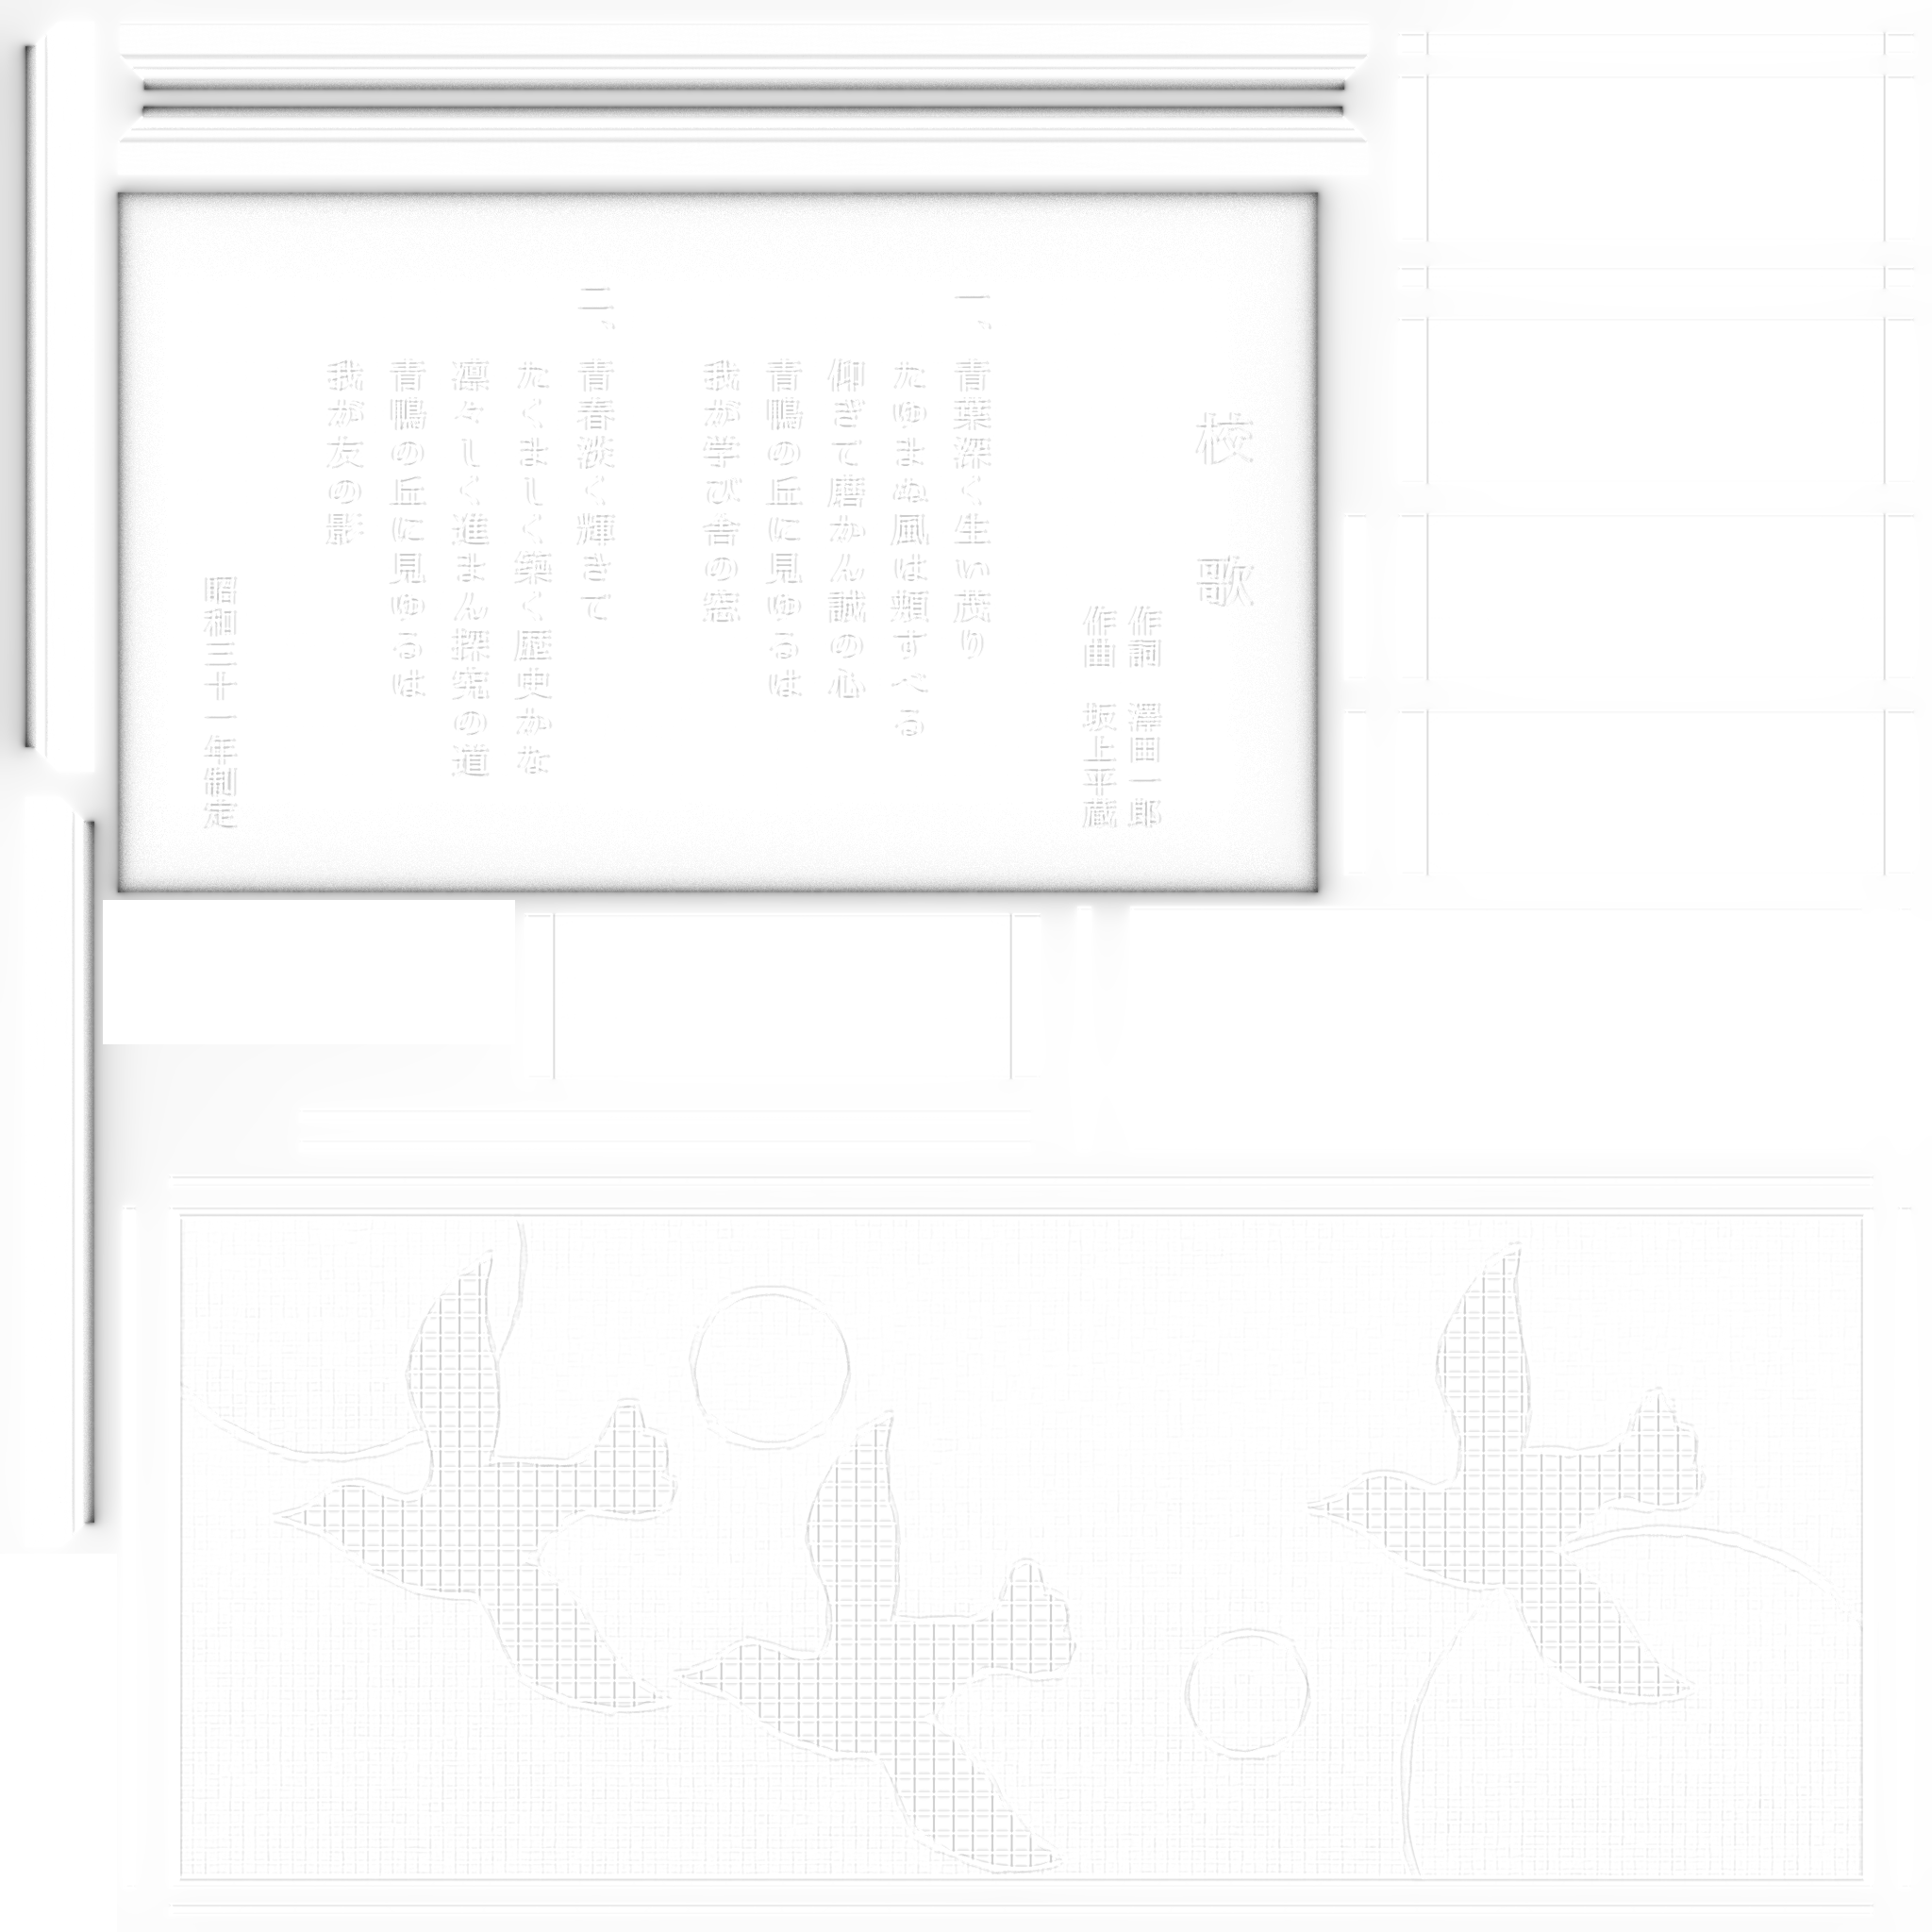 校歌
作詞　澤田一郎
作曲　坂上平蔵
一、青葉深く生い茂り
たゆまぬ風は頬すべる
仰ぎて磨かん誠の心
青鴨の丘に見ゆるは
我が学び舎の窓
二、青春淡く輝きて
たくましく築く歴史かな
凛々しく進まん探究の道
青鴨の丘に見ゆるは
我が友の影
昭和三十一年制定